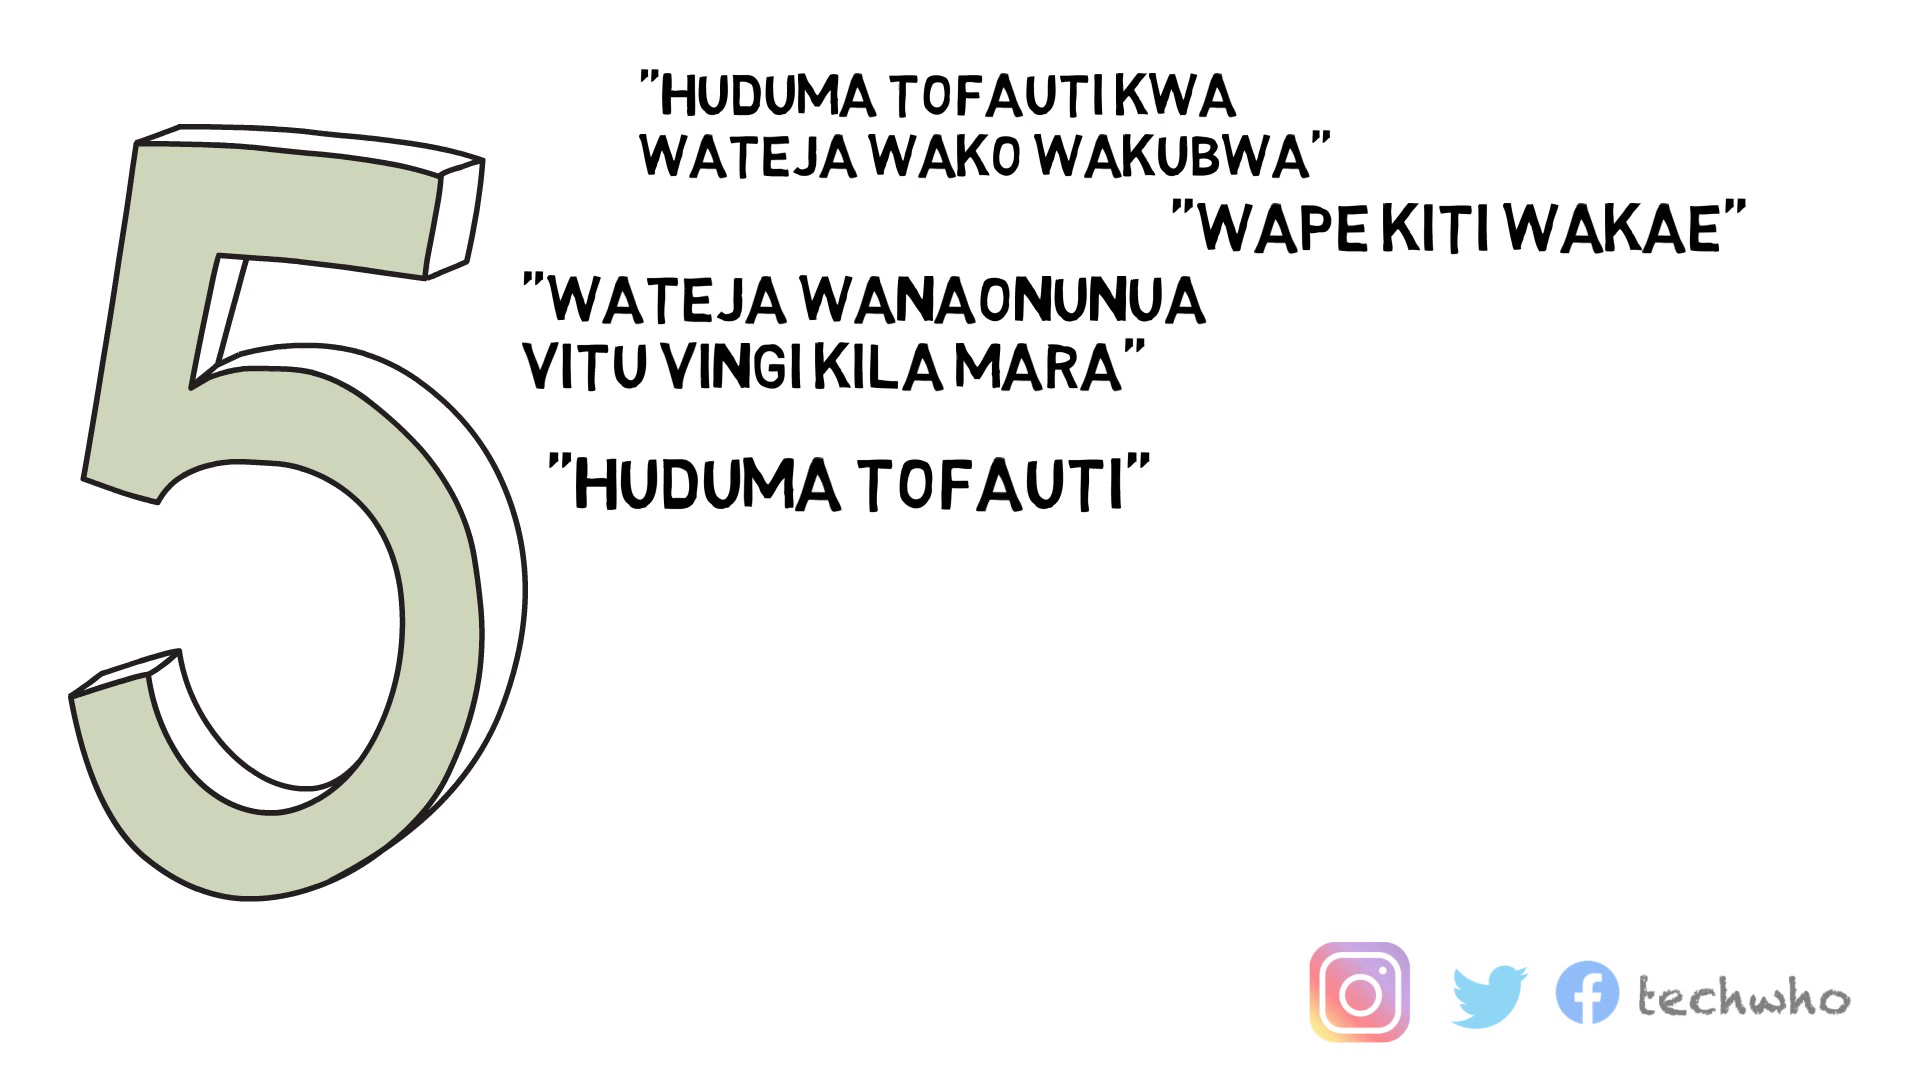 5
"HUDUMA TOFAUTI KWA
WATEJA WAKO WAKUBWA"
"WAPE KITI WAKAE"
"WATEJA WANAONUNUA
VITU VINGI KILA MARA"
"HUDUMA TOFAUTI"
techwho